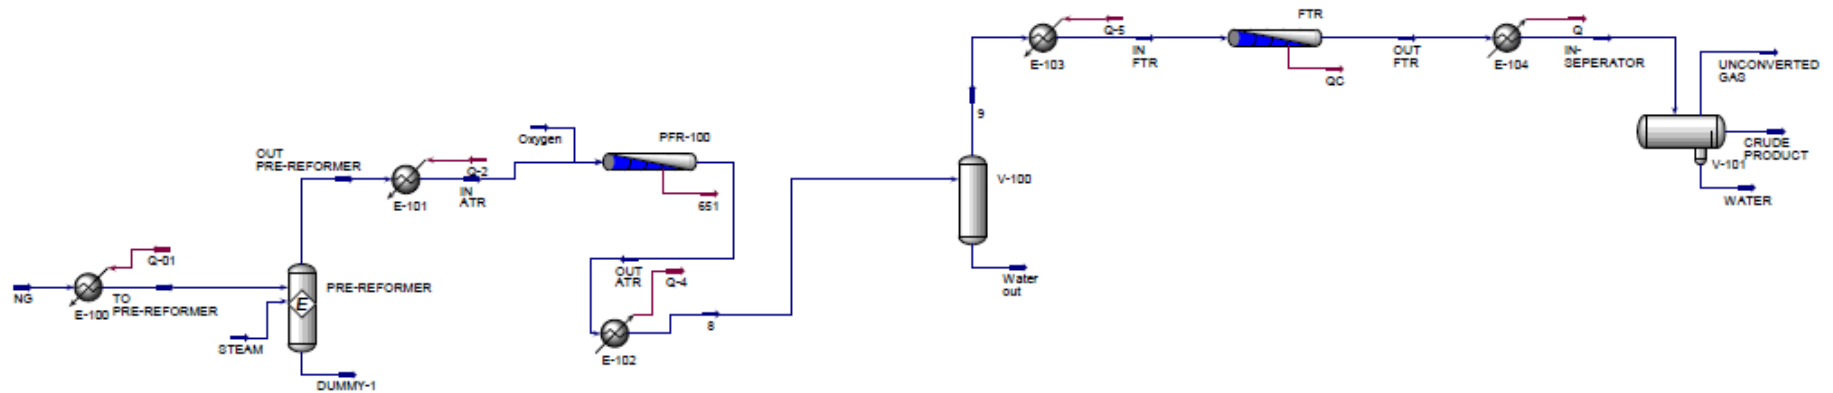 NG
E-100
Q-01
TO
PRE-REFORMER
STEAM
PRE-REFORMER
E
DUMMY-1
OUT
PRE-REFORMER
E-101
Q-2
IN
ATR
Oxygen
PFR-100
651
OUT
ATR
Q-4
E-102
8
V-100
Water
out
9
E-103
Q-5
IN
FTR
FTR
QC
OUT
FTR
E-104
Q
IN-
SEPERATOR
UNCONVERTED
GAS
CRUDE
PRODUCT
V-101
WATER